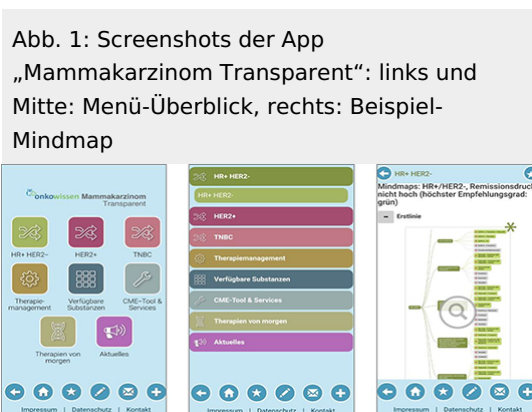 Abb. 1: Screenshots der App
„Mammakarzinom Transparent“: links und
Mitte: Menü-Überblick, rechts: Beispiel-
Mindmap
onkowissen Mammakarzinom
Transparent
HR+ HER2-
HER2+
TNBC
Therapie-
management
Verfügbare
Substanzen
CME-Tool &
Services
Therapien von
morgen
Aktuelles
Impressum | Datenschutz | Kontakt
HR+ HER2-
HR+ HER2-
HER2+
TNBC
Therapiemanagement
Verfügbare Substanzen
CME-Tool & Services
Therapien von morgen
Aktuelles
Impressum | Datenschutz | Kontakt
HR+ HER2-
Mindmaps: HR+/HER2-, Remissionsdruck
nicht hoch (höchster Empfehlungsgrad:
grün)
Erstlinie
Impressum | Datenschutz | Kontakt